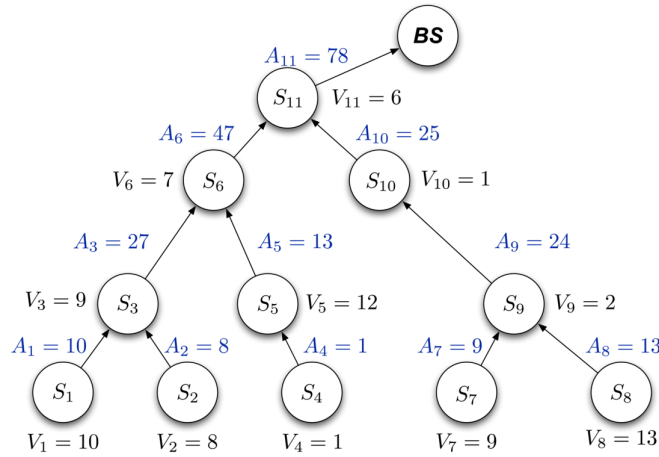 BS
A₁₁ = 78
S₁₁
V₁₁ = 6
A₆ = 47
A₁₀ = 25
V₆ = 7
S₆
S₁₀
V₁₀ = 1
A₃ = 27
A₅ = 13
A₉ = 24
V₃ = 9
S₃
S₅
V₅ = 12
S₉
V₉ = 2
A₁ = 10
A₂ = 8
A₄ = 1
A₇ = 9
A₈ = 13
S₁
S₂
S₄
S₇
S₈
V₁ = 10
V₂ = 8
V₄ = 1
V₇ = 9
V₈ = 13